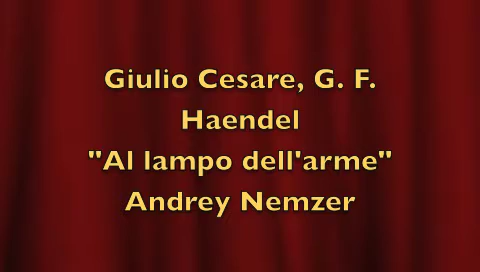 Giulio Cesare, G. F.
Haendel
"Al lampo dell'arme"
Andrey Nemzer